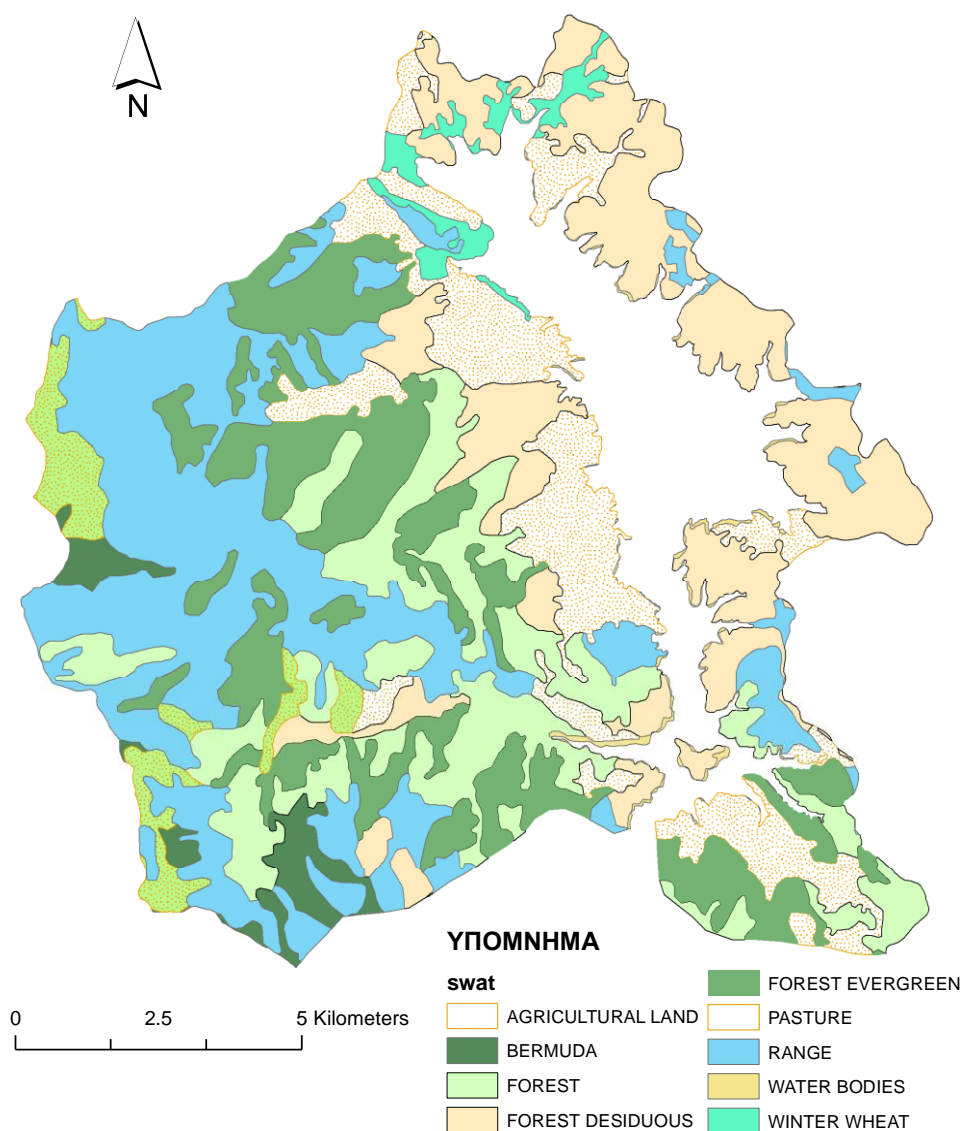 N
ΥΠΟΜΝΗΜΑ
swat
AGRICULTURAL LAND
BERMUDA
FOREST
FOREST DESIDUOUS
FOREST EVERGREEN
PASTURE
RANGE
WATER BODIES
WINTER WHEAT
0 2.5 5 Kilometers